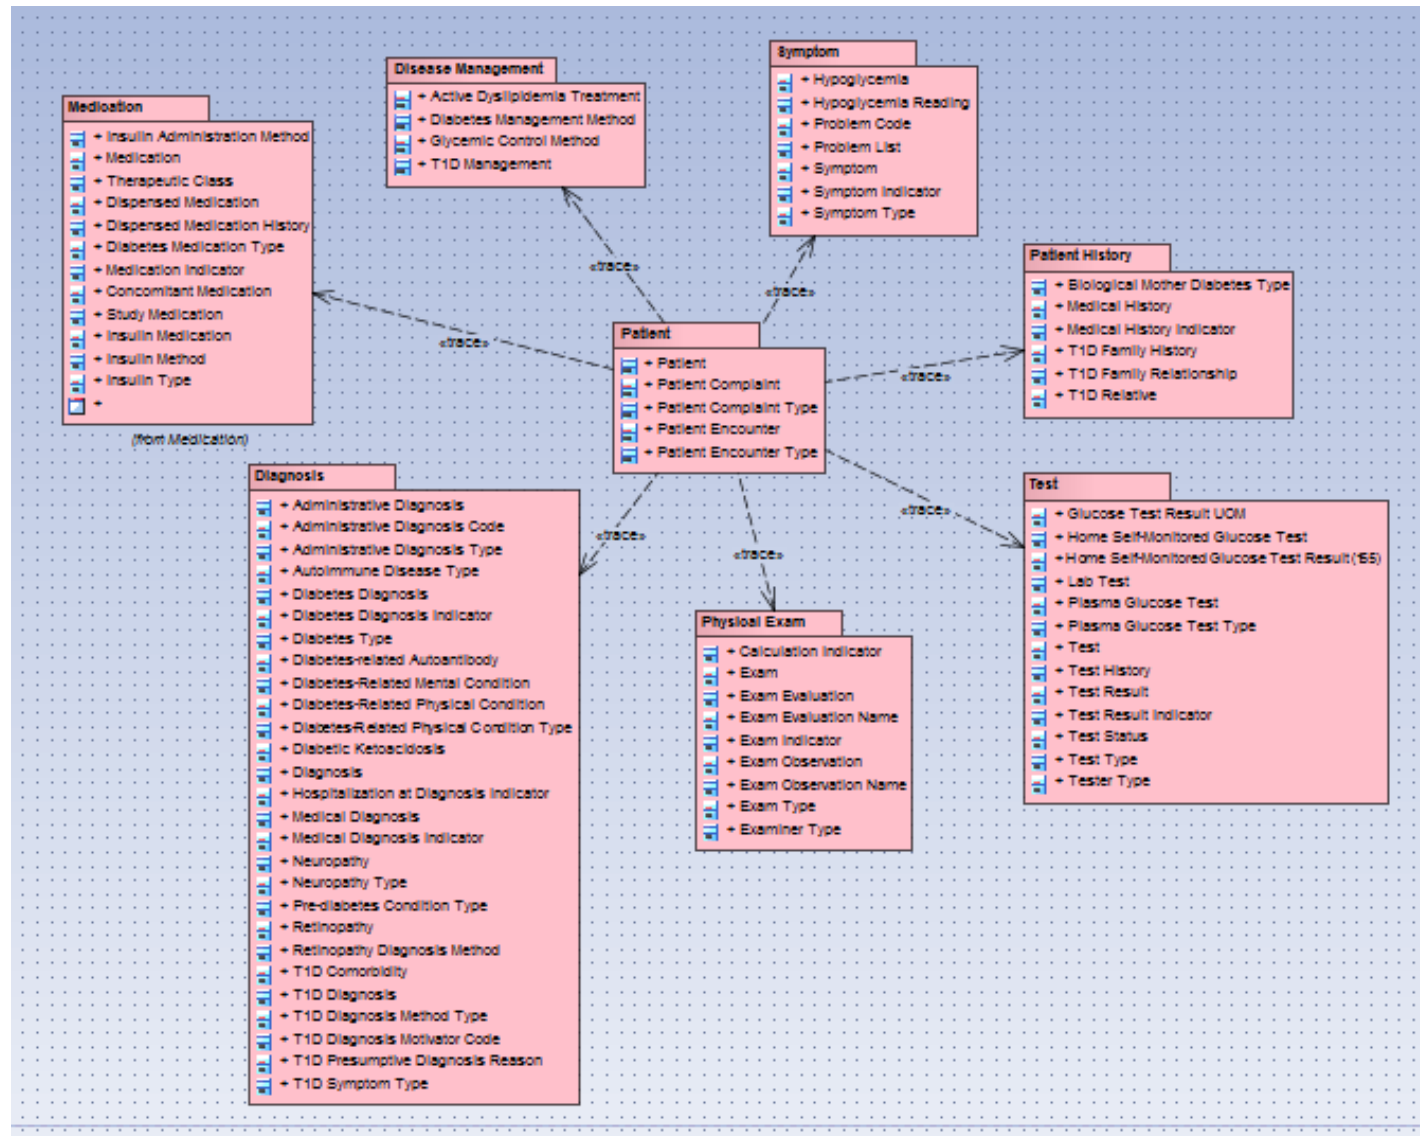 Symptom
+ Hypoglycemia
+ Hypoglycemia Reading
+ Problem Code
+ Problem List
+ Symptom
+ Symptom Indicator
+ Symptom Type
Disease Management
+ Active Dyslipidemia Treatment
+ Diabetes Management Method
+ Glycemic Control Method
+ T1D Management
Medication
+ Insulin Administration Method
+ Medication
+ Therapeutic Class
+ Dispensed Medication
+ Dispensed Medication History
+ Diabetes Medication Type
+ Medication Indicator
+ Concomitant Medication
+ Study Medication
+ Insulin Medication
+ Insulin Method
+ Insulin Type
+
(from Medication)
«trace»
«trace»
«trace»
Patient History
+ Biological Mother Diabetes Type
+ Medical History
+ Medical History Indicator
+ T1D Family History
+ T1D Family Relationship
+ T1D Relative
Patient
+ Patient
+ Patient Complaint
+ Patient Complaint Type
+ Patient Encounter
+ Patient Encounter Type
«trace»
«trace»
«trace»
«trace»
Diagnosis
+ Administrative Diagnosis
+ Administrative Diagnosis Code
+ Administrative Diagnosis Type
+ Autoimmune Disease Type
+ Diabetes Diagnosis
+ Diabetes Diagnosis Indicator
+ Diabetes Type
+ Diabetes-related Autoantibody
+ Diabetes-Related Mental Condition
+ Diabetes-Related Physical Condition
+ Diabetes-Related Physical Condition Type
+ Diabetic Ketoacidosis
+ Diagnosis
+ Hospitalization at Diagnosis Indicator
+ Medical Diagnosis
+ Medical Diagnosis Indicator
+ Neuropathy
+ Neuropathy Type
+ Pre-diabetes Condition Type
+ Retinopathy
+ Retinopathy Diagnosis Method
+ T1D Comorbidity
+ T1D Diagnosis
+ T1D Diagnosis Method Type
+ T1D Diagnosis Motivator Code
+ T1D Presumptive Diagnosis Reason
+ T1D Symptom Type
Physical Exam
+ Calculation Indicator
+ Exam
+ Exam Evaluation
+ Exam Evaluation Name
+ Exam Indicator
+ Exam Observation
+ Exam Observation Name
+ Exam Type
+ Examiner Type
Test
+ Glucose Test Result UOM
+ Home Self-Monitored Glucose Test
+Home Self-Monitored Glucose Test Result
+ Lab Test
+ Plasma Glucose Test
+ Plasma Glucose Test Type
+ Test
+ Test History
+ Test Result
+ Test Result Indicator
+ Test Status
+ Test Type
+ Tester Type